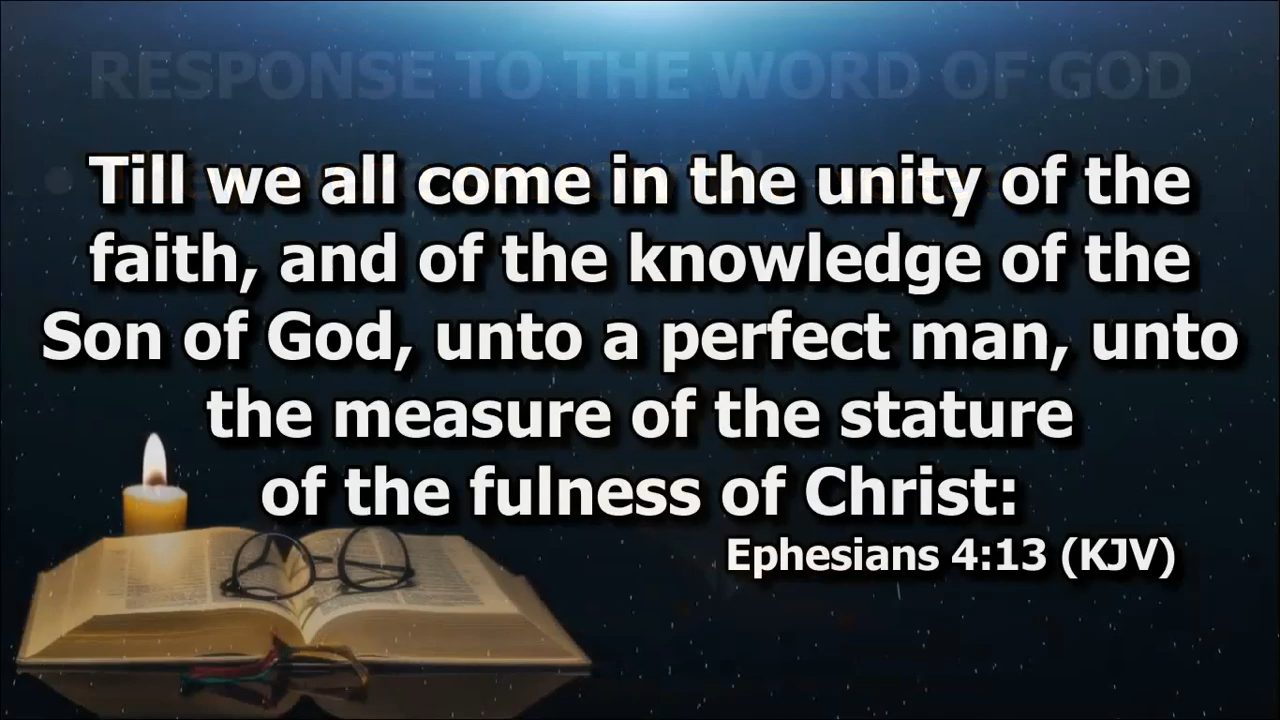 RESPONSE TO THE WORD OF GOD
Till we all come in the unity of the
faith, and of the knowledge of the
Son of God, unto a perfect man, unto
the measure of the stature
of the fulness of Christ:
Ephesians 4:13 (KJV)